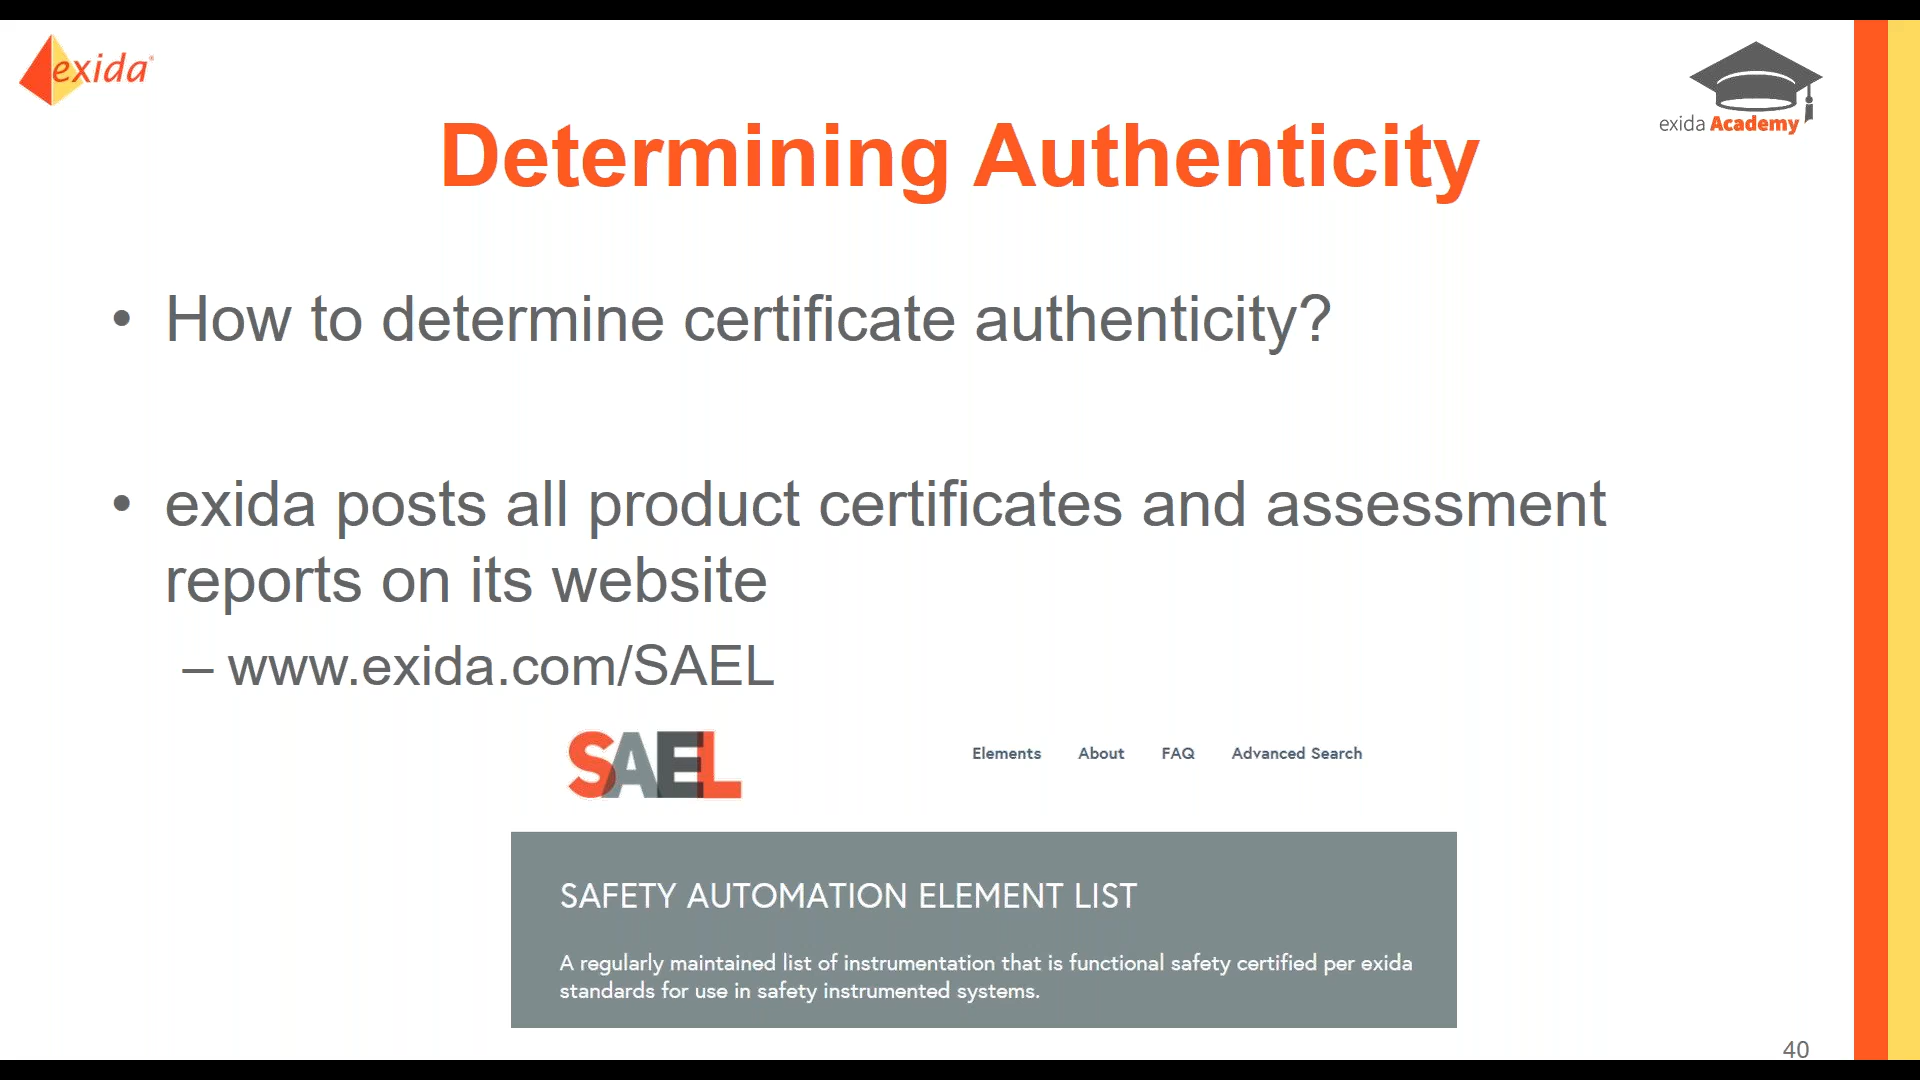 exida
exida Academy
Determining Authenticity
• How to determine certificate authenticity?
• exida posts all product certificates and assessment
reports on its website
– www.exida.com/SAEL
SAEL
Elements About FAQ Advanced Search
SAFETY AUTOMATION ELEMENT LIST
A regularly maintained list of instrumentation that is functional safety certified per exida
standards for use in safety instrumented systems.
40